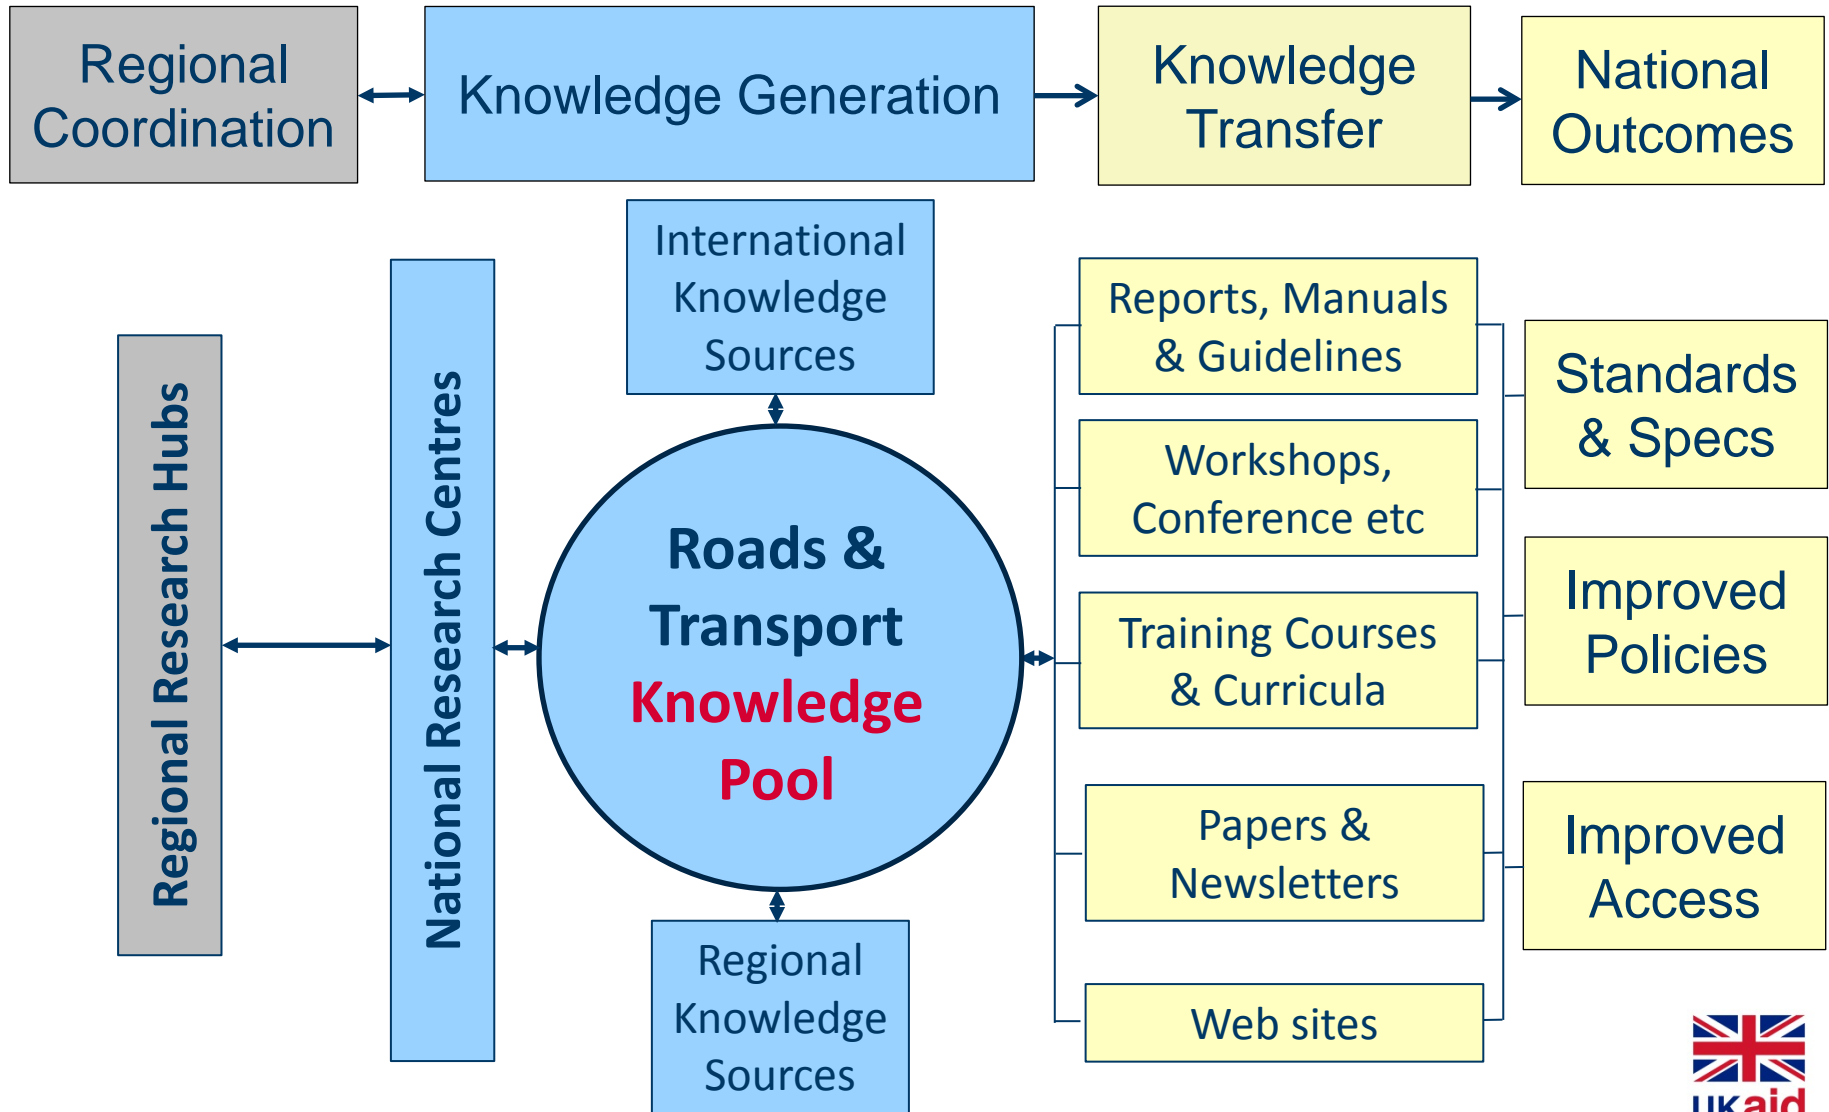 Regional
Coordination
Knowledge Generation
Knowledge
Transfer
National
Outcomes
Regional Research Hubs
National Research Centres
International
Knowledge
Sources
Roads &
Transport
Knowledge
Pool
Regional
Knowledge
Sources
Reports, Manuals
& Guidelines
Workshops,
Conference etc
Training Courses
& Curricula
Papers &
Newsletters
Web sites
Standards
& Specs
Improved
Policies
Improved
Access
UKaid